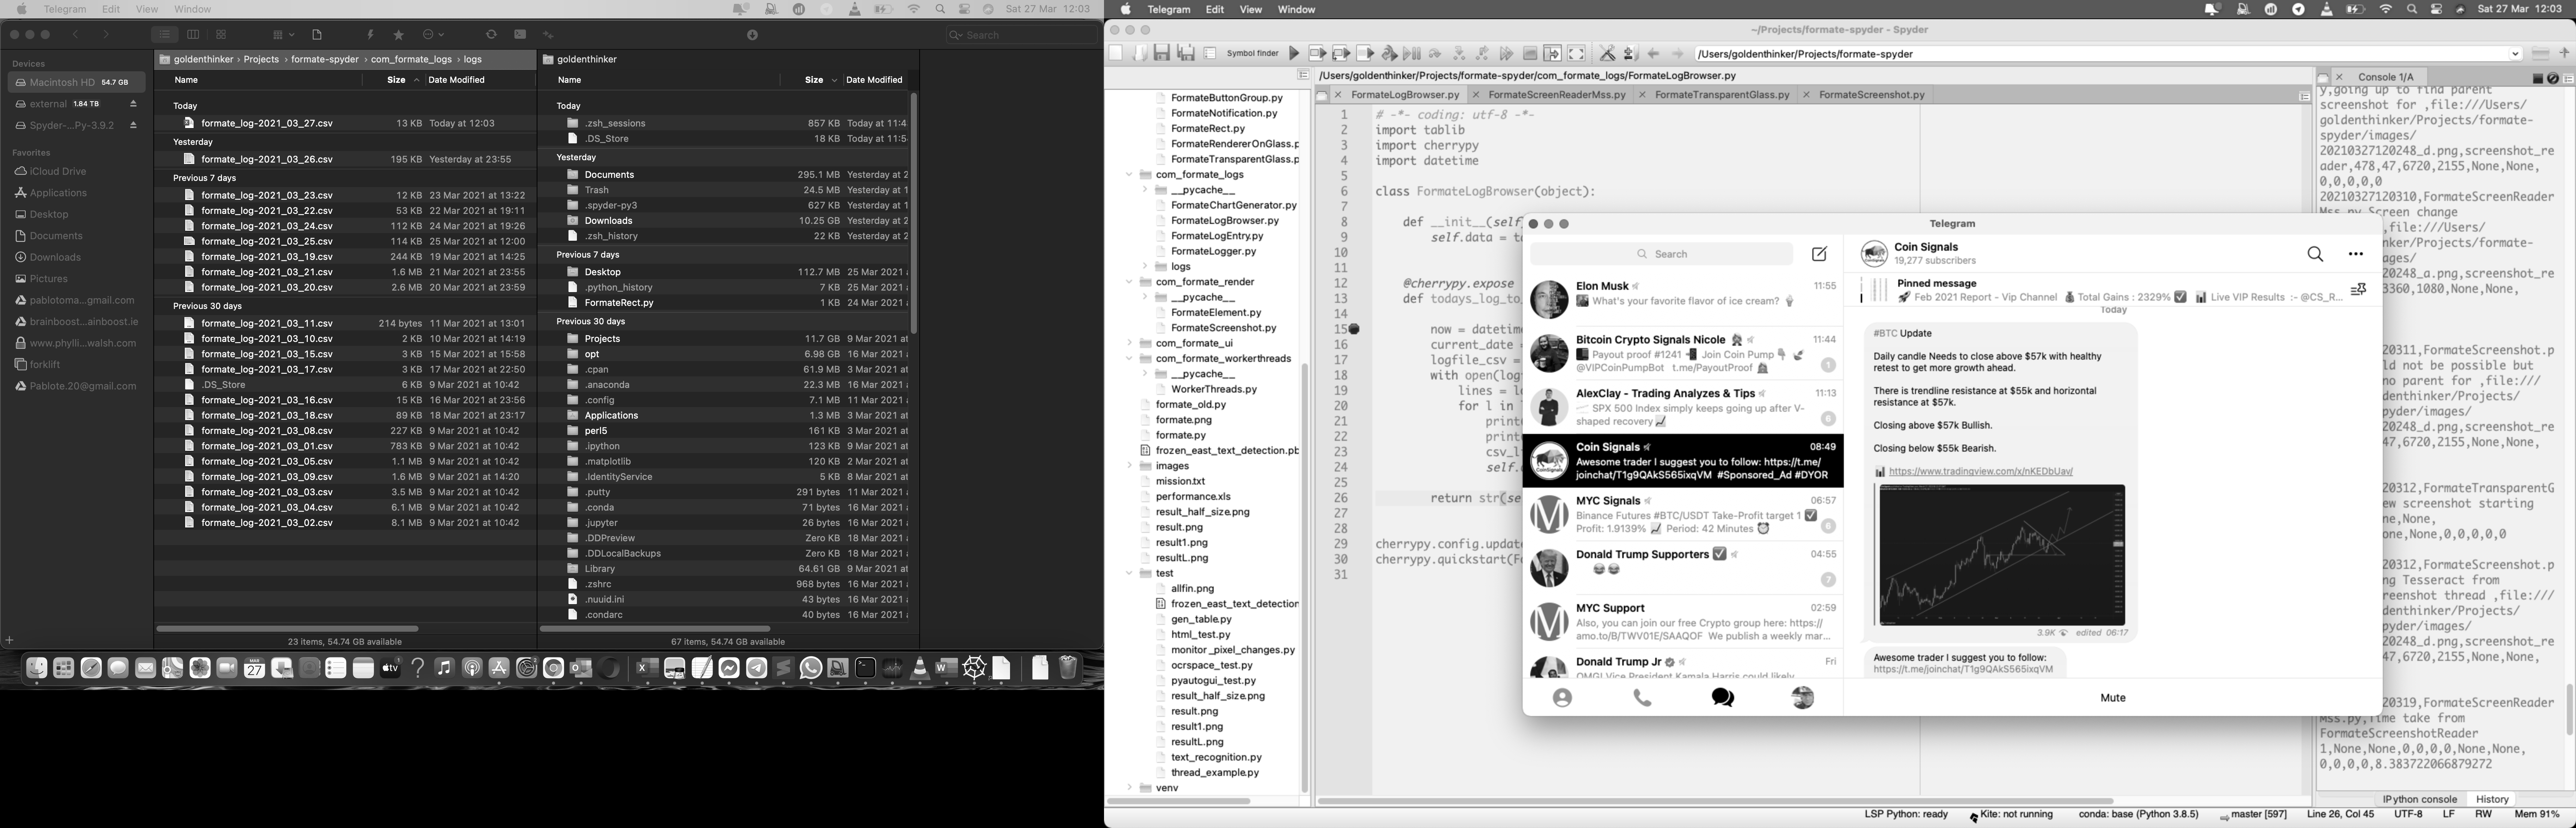 Telegram Edit View Window Sat 27 Mar 12:03
Search
Devices
Macintosh HD 54.7 GB
external 1.84 TB
Spyder-...Py-3.9.2
Favorites
iCloud Drive
Applications
Desktop
Documents
Downloads
Pictures
pablotoma...gmail.com
brainboost...ainboost.ie
www.phylli...walsh.com
forklift
Pablote.20@gmail.com
goldenthinker › Projects › formate-spyder › com_formate_logs › logs
Name Size Date Modified
Today
formate_log-2021_03_27.csv 13 KB Today at 12:03
Yesterday
formate_log-2021_03_26.csv 195 KB Yesterday at 23:55
Previous 7 days
formate_log-2021_03_23.csv 12 KB 23 Mar 2021 at 13:22
formate_log-2021_03_22.csv 53 KB 22 Mar 2021 at 19:11
formate_log-2021_03_24.csv 112 KB 24 Mar 2021 at 19:26
formate_log-2021_03_25.csv 114 KB 25 Mar 2021 at 12:00
formate_log-2021_03_19.csv 244 KB 19 Mar 2021 at 14:25
formate_log-2021_03_21.csv 1.6 MB 21 Mar 2021 at 23:55
formate_log-2021_03_20.csv 2.6 MB 20 Mar 2021 at 23:59
Previous 30 days
formate_log-2021_03_11.csv 214 bytes 11 Mar 2021 at 13:01
formate_log-2021_03_10.csv 2 KB 10 Mar 2021 at 14:19
formate_log-2021_03_15.csv 3 KB 15 Mar 2021 at 15:58
formate_log-2021_03_17.csv 3 KB 17 Mar 2021 at 22:50
.DS_Store 6 KB 9 Mar 2021 at 10:42
formate_log-2021_03_16.csv 15 KB 16 Mar 2021 at 23:56
formate_log-2021_03_18.csv 89 KB 18 Mar 2021 at 23:17
formate_log-2021_03_08.csv 227 KB 9 Mar 2021 at 10:42
formate_log-2021_03_01.csv 783 KB 9 Mar 2021 at 10:42
formate_log-2021_03_05.csv 1.1 MB 9 Mar 2021 at 10:42
formate_log-2021_03_09.csv 1.6 MB 9 Mar 2021 at 14:20
formate_log-2021_03_03.csv 3.5 MB 9 Mar 2021 at 10:42
formate_log-2021_03_04.csv 6.1 MB 9 Mar 2021 at 10:42
formate_log-2021_03_02.csv 8.1 MB 9 Mar 2021 at 10:42
23 items, 54.74 GB available
goldenthinker
Name Size Date Modified
Today
.zsh_sessions 857 KB Today at 11:4
.DS_Store 18 KB Today at 11:5
Yesterday
Documents 295.1 MB Yesterday at 2
Trash 24.5 MB Yesterday at 1
.spyder-py3 627 KB Yesterday at 1
Downloads 10.25 GB Yesterday at 2
.zsh_history 22 KB Yesterday at 2
Previous 7 days
Desktop 112.7 MB 25 Mar 2021
.python_history 7 KB 25 Mar 2021
FormateRect.py 1 KB 24 Mar 2021
Previous 30 days
Projects 11.7 GB 9 Mar 2021 at
opt 6.98 GB 16 Mar 2021
.cpan 61.9 MB 3 Mar 2021 at
.anaconda 22.3 MB 16 Mar 2021
.config 7.1 MB 11 Mar 2021
Applications 1.3 MB 3 Mar 2021 at
perl5 161 KB 3 Mar 2021 at
.ipython 123 KB 9 Mar 2021 at
.matplotlib 120 KB 2 Mar 2021 at
.IdentityService 5 KB 8 Mar 2021 at
.putty 291 bytes 11 Mar 2021
.conda 71 bytes 16 Mar 2021
.jupyter 26 bytes 16 Mar 2021
.DDPreview Zero KB 18 Mar 2021
.DDLocalBackups Zero KB 18 Mar 2021
Library 64.61 GB 9 Mar 2021 at
.zshrc 968 bytes 16 Mar 2021
.nuuid.ini 43 bytes 16 Mar 2021
.condarc 40 bytes 16 Mar 2021
67 items, 54.74 GB available
MAR
27
tv
Telegram Edit View Window Sat 27 Mar 12:03
~/Projects/formate-spyder - Spyder
Symbol finder
/Users/goldenthinker/Projects/formate-spyder
FormateButtonGroup.py
FormateNotification.py
FormateRect.py
FormateRendererOnGlass.p
FormateTransparentGlass.p
com_formate_logs
__pycache__
FormateChartGenerator.py
FormateLogBrowser.py
FormateLogEntry.py
FormateLogger.py
logs
com_formate_render
__pycache__
FormateElement.py
FormateScreenshot.py
com_formate_ui
com_formate_workerthreads
__pycache__
WorkerThreads.py
formate_old.py
formate.png
formate.py
frozen_east_text_detection.pb
images
mission.txt
performance.xls
result_half_size.png
result.png
result1.png
resultL.png
test
allfin.png
frozen_east_text_detection
gen_table.py
html_test.py
monitor_pixel_changes.py
ocrspace_test.py
pyautogui_test.py
result_half_size.png
result.png
result1.png
resultL.png
text_recognition.py
thread_example.py
venv
/Users/goldenthinker/Projects/formate-spyder/com_formate_logs/FormateLogBrowser.py
FormateLogBrowser.py FormateScreenReaderMss.py FormateTransparentGlass.py FormateScreenshot.py
1 # -*- coding: utf-8 -*-
2 import tablib
3 import cherrypy
4 import datetime
5
6 class FormateLogBrowser(object):
7
8 def __init__(self
9 self.data = ta
10
11
12 @cherrypy.expose
13 def todays_log_to_
14
15 now = datetime
16 current_date =
17 logfile_csv =
18 with open(log
19 lines = l
20 for l in
21 print
22 print
23 csv_l
24 self.
25
26 return str(se
27
28
29 cherrypy.config.update
30 cherrypy.quickstart(F
31
Telegram
Search
Elon Musk 11:55
What's your favorite flavor of ice cream?
Bitcoin Crypto Signals Nicole 11:44
Payout proof #1241 Join Coin Pump
@VIPCoinPumpBot t.me/PayoutProof 1
AlexClay - Trading Analyzes & Tips 11:13
SPX 500 Index simply keeps going up after V-
shaped recovery 6
Coin Signals 08:49
Awesome trader I suggest you to follow: https://t.me/
joinchat/T1g9QAkS565ixqVM #Sponsored_Ad #DYOR
MYC Signals 06:57
Binance Futures #BTC/USDT Take-Profit target 1
Profit: 1.9139% Period: 42 Minutes 6
Donald Trump Supporters 04:55
7
MYC Support 02:59
Also, you can join our free Crypto group here: https://
amo.to/B/TWV01E/SAAQOF We publish a weekly mar...
Donald Trump Jr Fri
OMG! Vice President Kamala Harris could likely
Coin Signals
19,277 subscribers
Pinned message
Feb 2021 Report - Vip Channel Total Gains : 2329% Live VIP Results :- @CS_R...
Today
#BTC Update
Daily candle Needs to close above $57k with healthy
retest to get more growth ahead.
There is trendline resistance at $55k and horizontal
resistance at $57k.
Closing above $57k Bullish.
Closing below $55k Bearish.
https://www.tradingview.com/x/nKEDbUav/
3.9K edited 06:17
Awesome trader I suggest you to follow:
https://t.me/joinchat/T1g9QAkS565ixqVM
Mute
Console 1/A
y,going up to find parent
screenshot for ,file:///Users/
goldenthinker/Projects/formate-
spyder/images/
20210327120248_d.png,screenshot_re
ader,478,47,6720,2155,None,None,
0,0,0,0,0
20210327120310,FormateScreenReader
Mss.py,Screen change
,file:///Users/
/Projects/formate-
ages/
20248_a.png,screenshot_re
3360,1080,None,None,
20311,FormateScreenshot.p
ld not be possible but
no parent for ,file:///
denthinker/Projects/
pyder/images/
20248_d.png,screenshot_re
47,6720,2155,None,None,
20312,FormateTransparentG
ew screenshot starting
ne,None,
one,None,0,0,0,0,0
20312,FormateScreenshot.p
ng Tesseract from
reenshot thread ,file:///
denthinker/Projects/
pyder/images/
20248_d.png,screenshot_re
47,6720,2155,None,None,
20319,FormateScreenReader
Mss.py,Time take from
FormateScreenshotReader
1,None,None,0,0,0,0,None,None,
0,0,0,0,8.383722066879272
IPython console History
LSP Python: ready Kite: not running conda: base (Python 3.8.5) master [597] Line 26, Col 45 UTF-8 LF RW Mem 91%